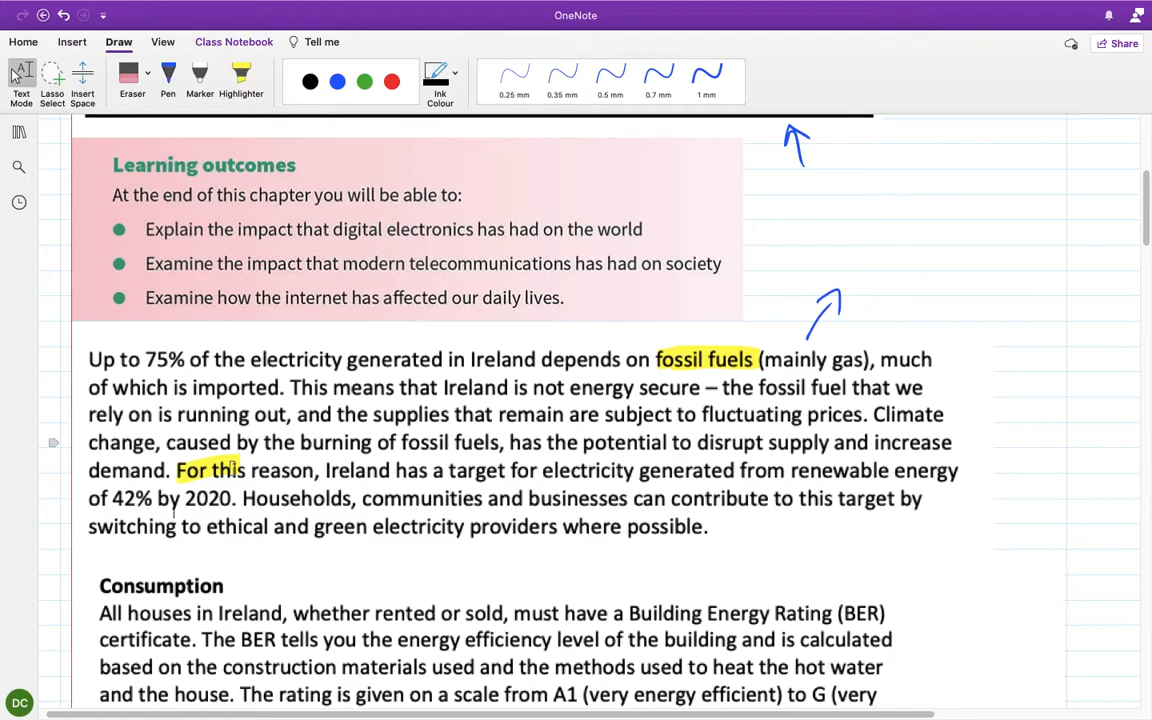 OneNote
Home Insert Draw View Class Notebook Tell me
Share
Text Mode
Lasso Select
Insert Space
Eraser
Pen
Marker
Highlighter
Ink Colour
0.25 mm 0.35 mm 0.5 mm 0.7 mm 1 mm
Learning outcomes
At the end of this chapter you will be able to:
Explain the impact that digital electronics has had on the world
Examine the impact that modern telecommunications has had on society
Examine how the internet has affected our daily lives.
Up to 75% of the electricity generated in Ireland depends on fossil fuels (mainly gas), much
of which is imported. This means that Ireland is not energy secure – the fossil fuel that we
rely on is running out, and the supplies that remain are subject to fluctuating prices. Climate
change, caused by the burning of fossil fuels, has the potential to disrupt supply and increase
demand. For this reason, Ireland has a target for electricity generated from renewable energy
of 42% by 2020. Households, communities and businesses can contribute to this target by
switching to ethical and green electricity providers where possible.
Consumption
All houses in Ireland, whether rented or sold, must have a Building Energy Rating (BER)
certificate. The BER tells you the energy efficiency level of the building and is calculated
based on the construction materials used and the methods used to heat the hot water
and the house. The rating is given on a scale from A1 (very energy efficient) to G (very
DC